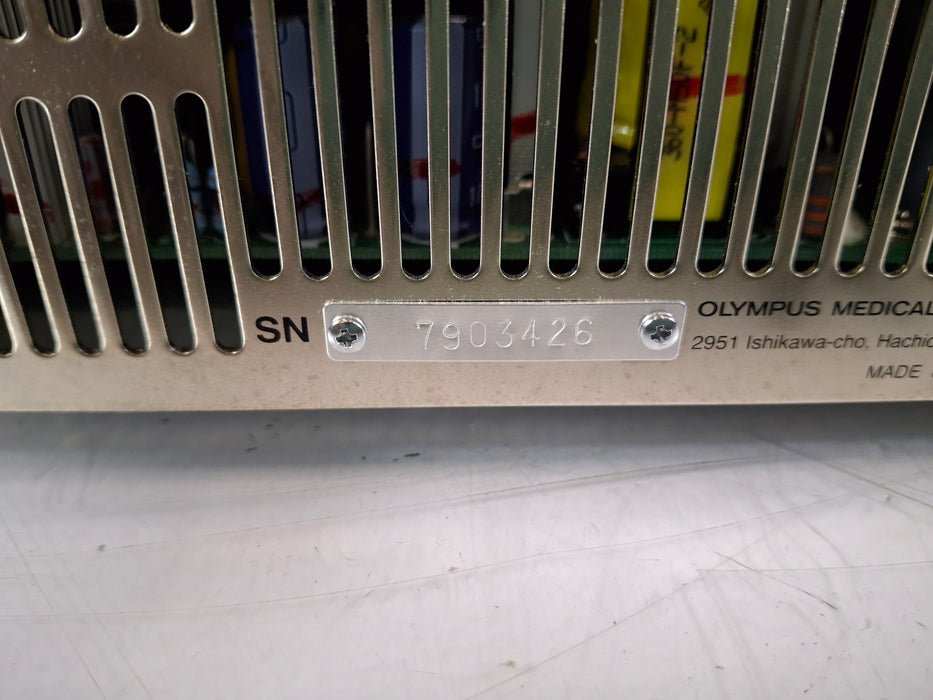 SN 7903426
OLYMPUS MEDICAL
2951 Ishikawa-cho, Hachio
MADE